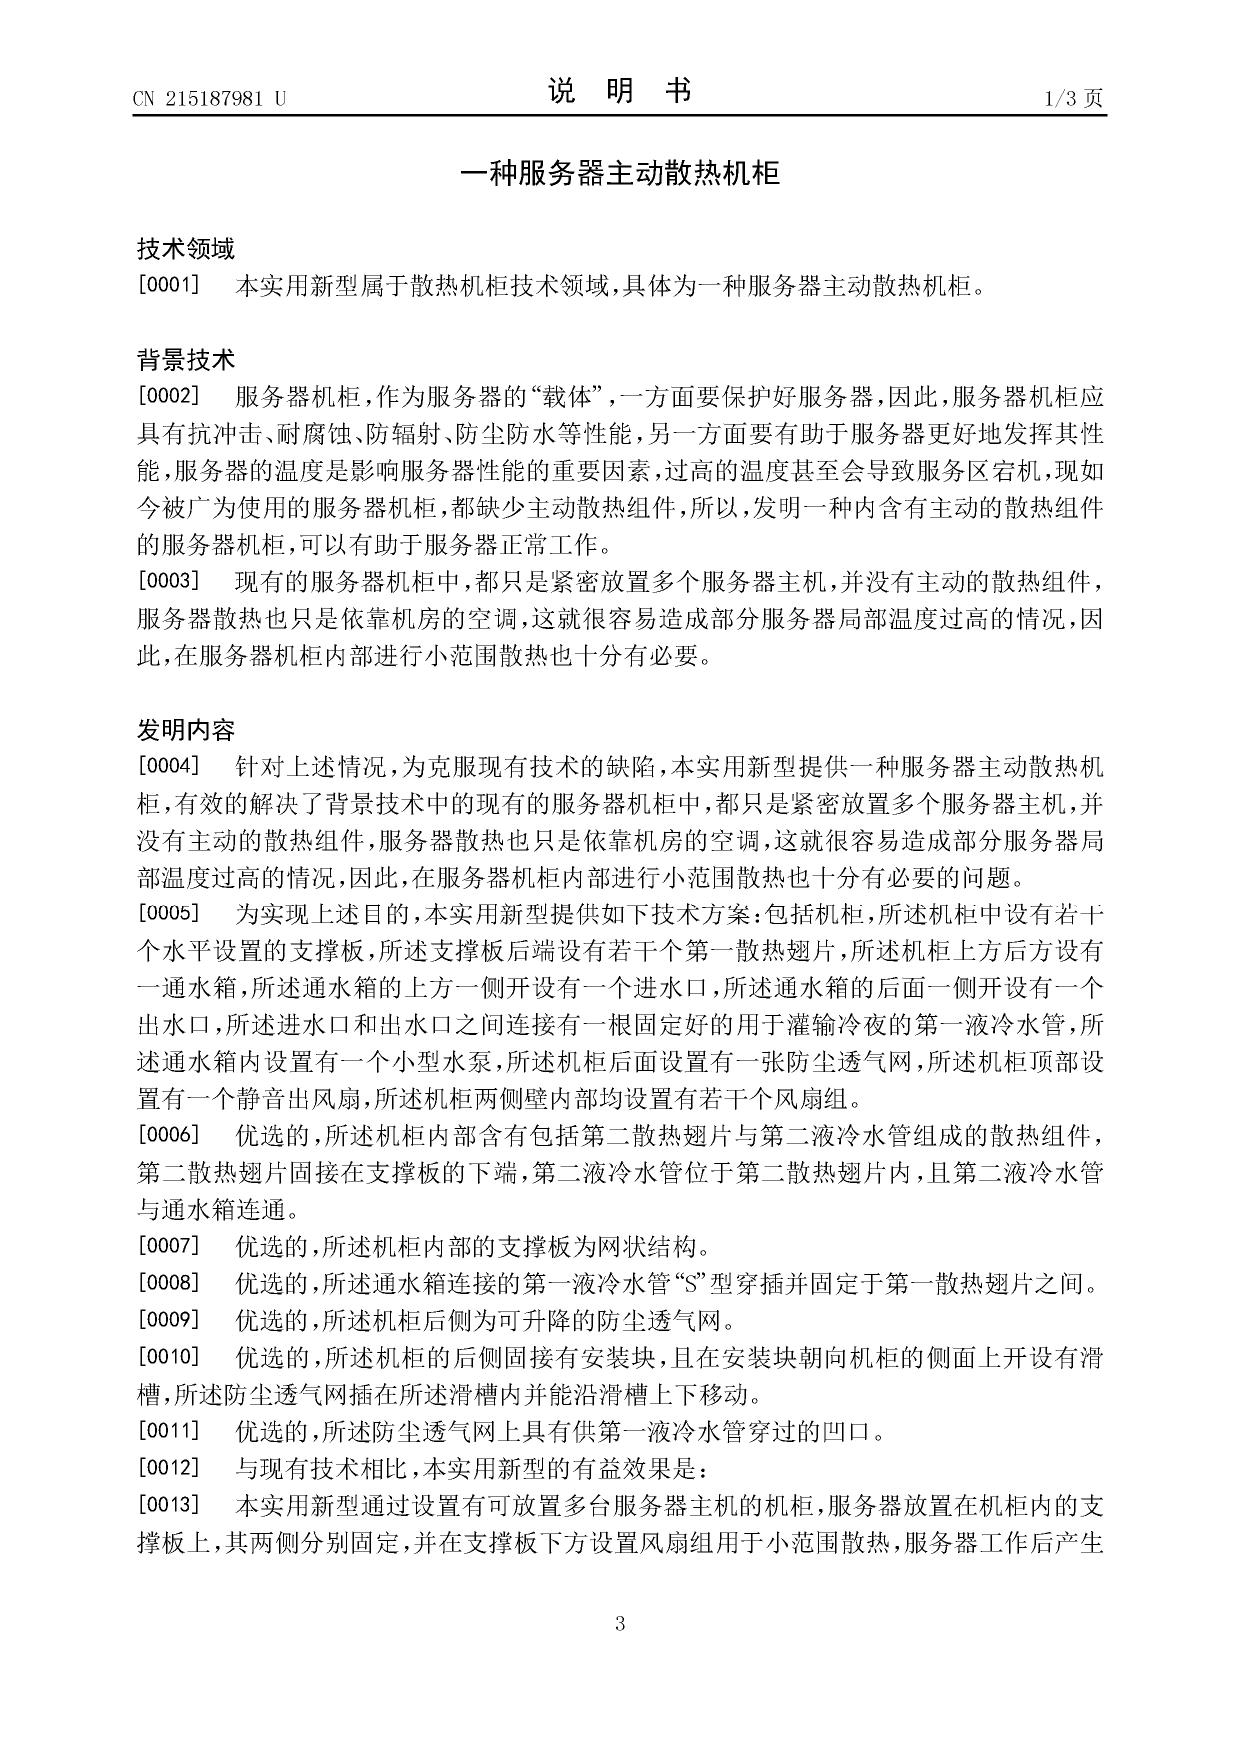 CN 215187981 U
说 明 书
1/3 页
一种服务器主动散热机柜
技术领域
[0001] 本实用新型属于散热机柜技术领域,具体为一种服务器主动散热机柜。
背景技术
[0002] 服务器机柜,作为服务器的“载体”,一方面要保护好服务器,因此,服务器机柜应
具有抗冲击、耐腐蚀、防辐射、防尘防水等性能,另一方面要有助于服务器更好地发挥其性
能,服务器的温度是影响服务器性能的重要因素,过高的温度甚至会导致服务区宕机,现如
今被广为使用的服务器机柜,都缺少主动散热组件,所以,发明一种内含有主动的散热组件
的服务器机柜,可以有助于服务器正常工作。
[0003] 现有的服务器机柜中,都只是紧密放置多个服务器主机,并没有主动的散热组件,
服务器散热也只是依靠机房的空调,这就很容易造成部分服务器局部温度过高的情况,因
此,在服务器机柜内部进行小范围散热也十分有必要。
发明内容
[0004] 针对上述情况,为克服现有技术的缺陷,本实用新型提供一种服务器主动散热机
柜,有效的解决了背景技术中的现有的服务器机柜中,都只是紧密放置多个服务器主机,并
没有主动的散热组件,服务器散热也只是依靠机房的空调,这就很容易造成部分服务器局
部温度过高的情况,因此,在服务器机柜内部进行小范围散热也十分有必要的问题。
[0005] 为实现上述目的,本实用新型提供如下技术方案:包括机柜,所述机柜中设有若干
个水平设置的支撑板,所述支撑板后端设有若干个第一散热翅片,所述机柜上方后方设有
一通水箱,所述通水箱的上方一侧开设有一个进水口,所述通水箱的后面一侧开设有一个
出水口,所述进水口和出水口之间连接有一根固定好的用于灌输冷夜的第一液冷水管,所
述通水箱内设置有一个小型水泵,所述机柜后面设置有一张防尘透气网,所述机柜顶部设
置有一个静音出风扇,所述机柜两侧壁内部均设置有若干个风扇组。
[0006] 优选的,所述机柜内部含有包括第二散热翅片与第二液冷水管组成的散热组件,
第二散热翅片固接在支撑板的下端,第二液冷水管位于第二散热翅片内,且第二液冷水管
与通水箱连通。
[0007] 优选的,所述机柜内部的支撑板为网状结构。
[0008] 优选的,所述通水箱连接的第一液冷水管“S”型穿插并固定于第一散热翅片之间。
[0009] 优选的,所述机柜后侧为可升降的防尘透气网。
[0010] 优选的,所述机柜的后侧固接有安装块,且在安装块朝向机柜的侧面上开设有滑
槽,所述防尘透气网插在所述滑槽内并能沿滑槽上下移动。
[0011] 优选的,所述防尘透气网上具有供第一液冷水管穿过的凹口。
[0012] 与现有技术相比,本实用新型的有益效果是:
[0013] 本实用新型通过设置有可放置多台服务器主机的机柜,服务器放置在机柜内的支
撑板上,其两侧分别固定,并在支撑板下方设置风扇组用于小范围散热,服务器工作后产生
3